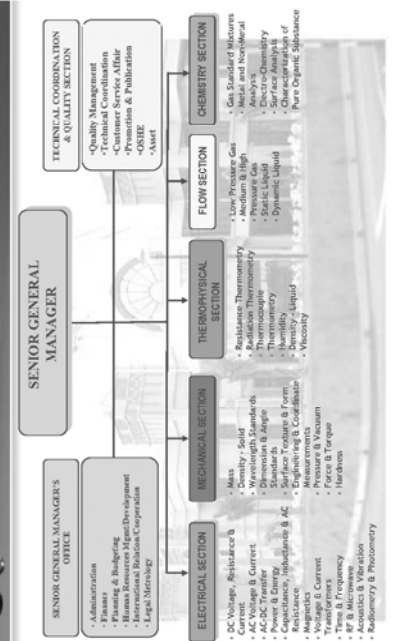 SENIOR GENERAL
MANAGER
SENIOR GENERAL MANAGER'S
OFFICE
• Administration
• Finance
• Planning & Budgeting
• Human Resources Mgmt/Development
• International Relation/Cooperation
• Legal Metrology
TECHNICAL COORDINATION
& QUALITY SECTION
• Quality Management
• Technical Coordination
• Customer Service Affair
• Promotion & Publication
• OSHE
• Asset
ELECTRICAL SECTION
• DC Voltage, Resistance &
Current
• AC Voltage & Current
• AC-DC Transfer
• Power & Energy
• Capacitance, Inductance & AC
Resistance
• Magnetics
• Voltage & Current
Transformers
• Time & Frequency
• RF & Microwave
• Acoustics & Vibration
• Radiometry & Photometry
MECHANICAL SECTION
• Mass
• Density - Solid
• Wavelength Standards
• Dimension & Angle
Standards
• Surface Texture & Form
• Engineering & Coordinate
Measurements
• Pressure & Vacuum
• Force & Torque
• Hardness
THERMOPHYSICAL
SECTION
• Resistance Thermometry
• Radiation Thermometry
• Thermocouple
• Thermometry
• Humidity
• Density - Liquid
• Viscosity
FLOW SECTION
• Low Pressure Gas
• Medium & High
• Pressure Gas
• Static Liquid
• Dynamic Liquid
CHEMISTRY SECTION
• Gas Standard Mixtures
• Metal and Non-Metal
Analysis
• Electro-Chemistry
• Surface Analysis
• Characterization of
Pure Organic Substance